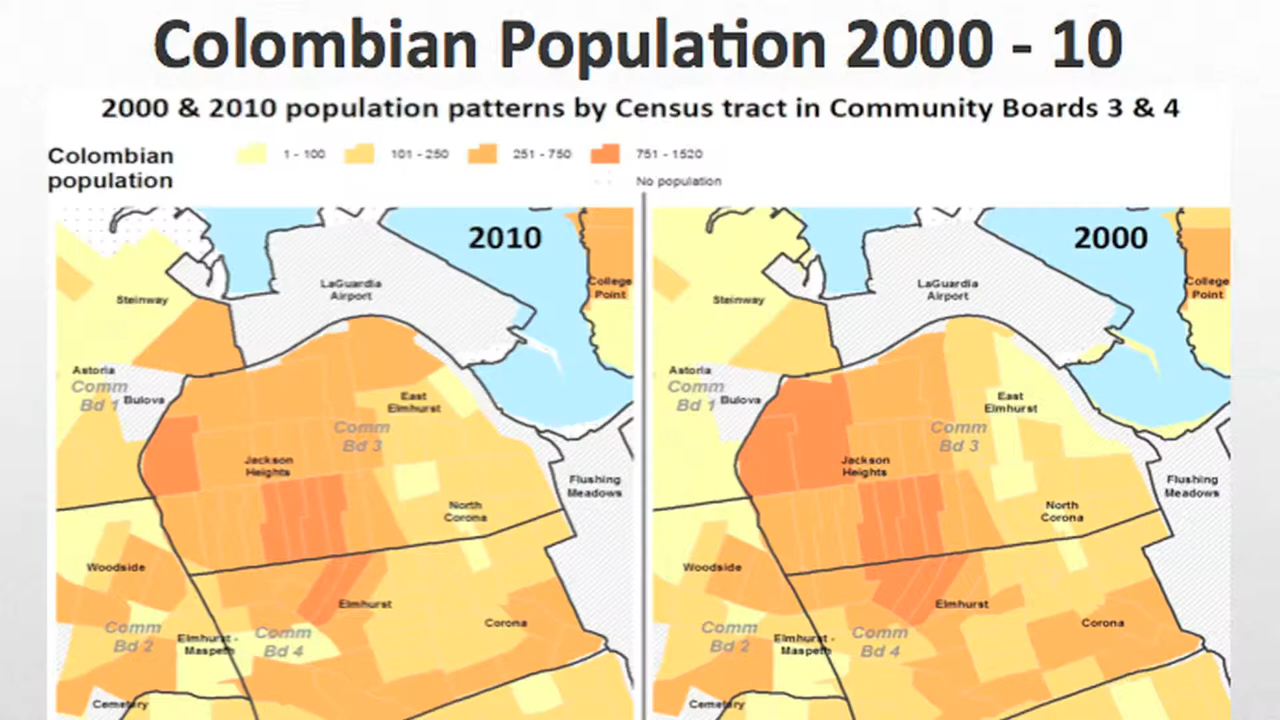 Colombian Population 2000 - 10
2000 & 2010 population patterns by Census tract in Community Boards 3 & 4
Colombian
population
1 - 100
101 - 250
251 - 750
751 - 1520
No population
2010
LaGuardia
Airport
College
Point
Steinway
Astoria
Comm
Bd 1
Bulova
East
Elmhurst
Comm
Bd 3
Jackson
Heights
Flushing
Meadows
North
Corona
Woodside
Elmhurst
Corona
Comm
Bd 2
Elmhurst -
Maspeth
Comm
Bd 4
Cemetery
2000
LaGuardia
Airport
College
Point
Steinway
Astoria
Comm
Bd 1
Bulova
East
Elmhurst
Comm
Bd 3
Jackson
Heights
Flushing
Meadows
North
Corona
Woodside
Elmhurst
Corona
Comm
Bd 2
Elmhurst -
Maspeth
Comm
Bd 4
Cemetery